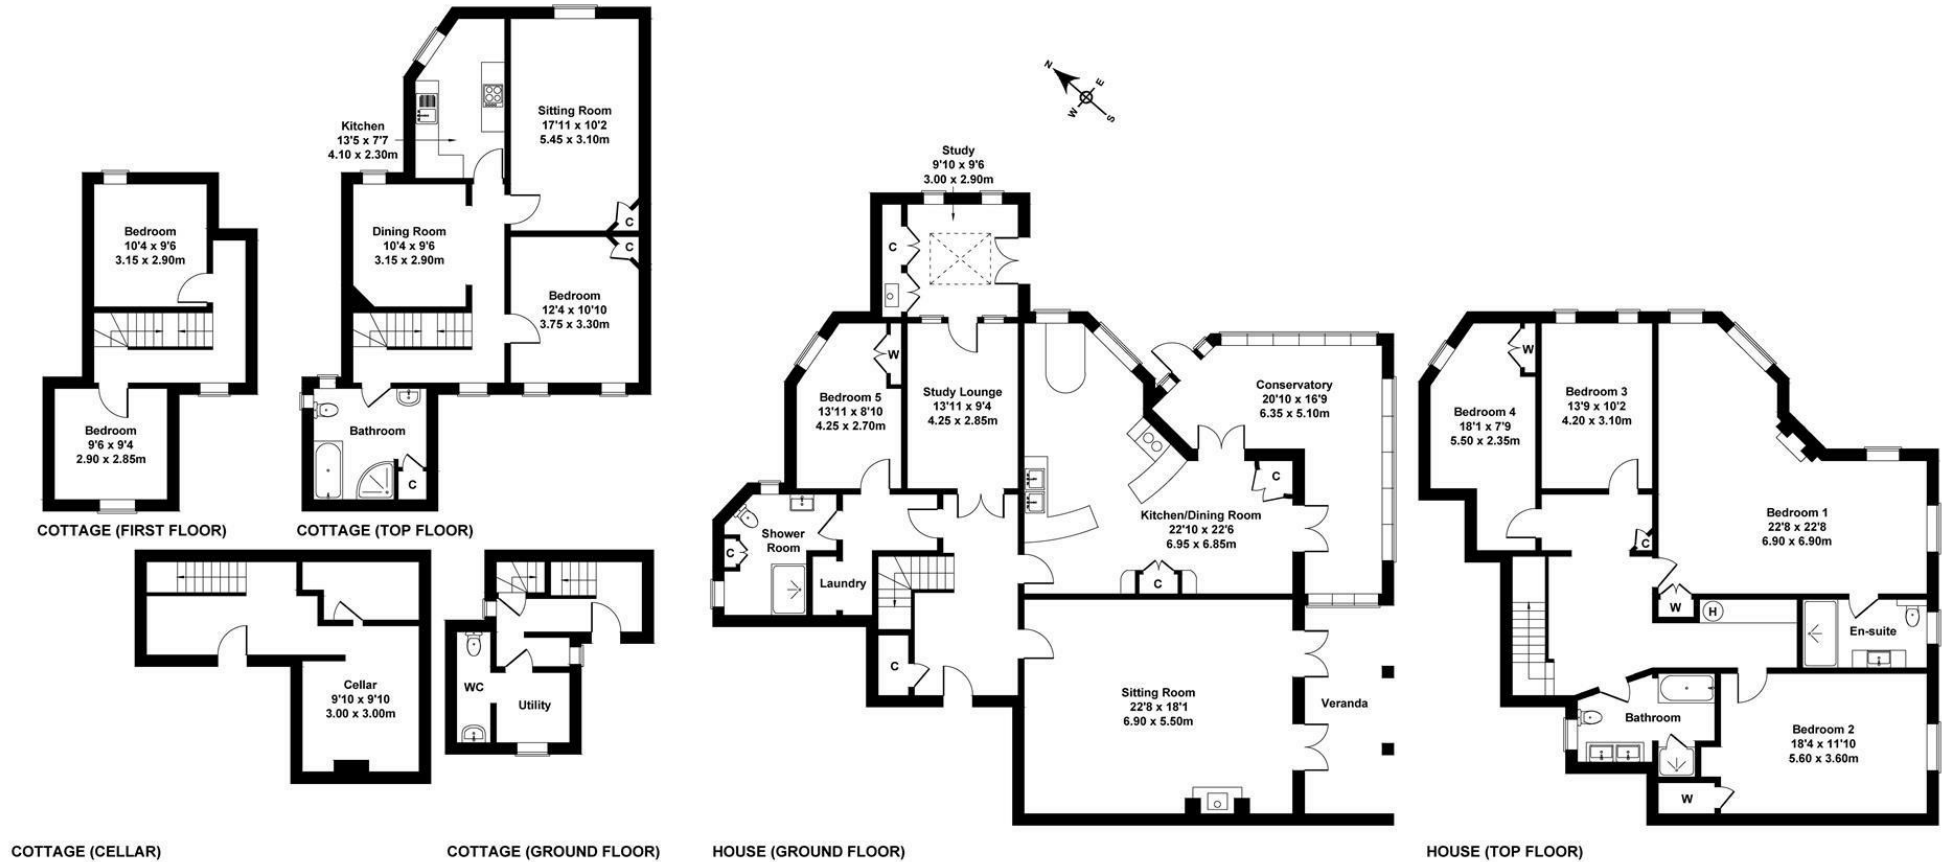 Kitchen
13'5 x 7'7
4.10 x 2.30m
Sitting Room
17'11 x 10'2
5.45 x 3.10m
C
C
Dining Room
10'4 x 9'6
3.15 x 2.90m
Bedroom
12'4 x 10'10
3.75 x 3.30m
Bathroom
C
COTTAGE (TOP FLOOR)
Bedroom
10'4 x 9'6
3.15 x 2.90m
Bedroom
9'6 x 9'4
2.90 x 2.85m
COTTAGE (FIRST FLOOR)
Cellar
9'10 x 9'10
3.00 x 3.00m
COTTAGE (CELLAR)
WC
Utility
COTTAGE (GROUND FLOOR)
N
E
W
S
Study
9'10 x 9'6
3.00 x 2.90m
C
W
Bedroom 5
13'11 x 8'10
4.25 x 2.70m
Study Lounge
13'11 x 9'4
4.25 x 2.85m
Conservatory
20'10 x 16'9
6.35 x 5.10m
C
Kitchen/Dining Room
22'10 x 22'6
6.95 x 6.85m
C
Shower
Room
C
Laundry
C
Sitting Room
22'8 x 18'1
6.90 x 5.50m
Veranda
HOUSE (GROUND FLOOR)
W
Bedroom 4
18'1 x 7'9
5.50 x 2.35m
Bedroom 3
13'9 x 10'2
4.20 x 3.10m
C
Bedroom 1
22'8 x 22'8
6.90 x 6.90m
W
H
En-suite
Bathroom
Bedroom 2
18'4 x 11'10
5.60 x 3.60m
W
HOUSE (TOP FLOOR)